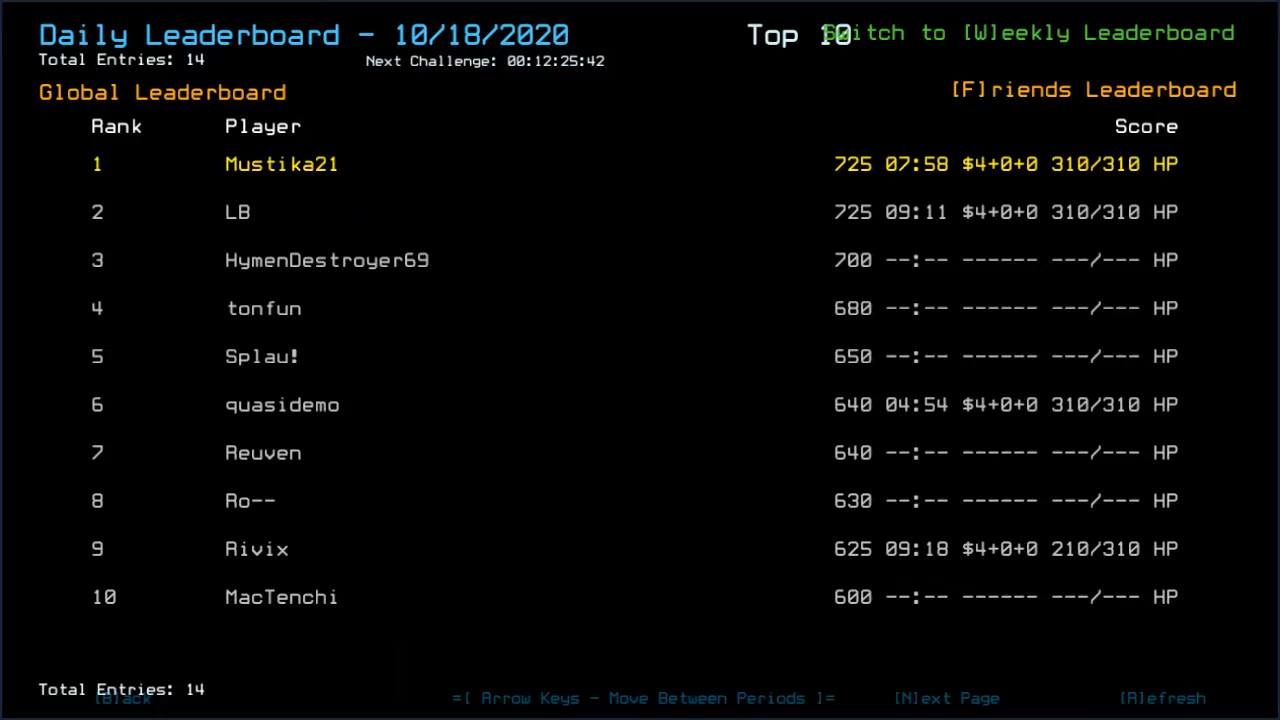 Daily Leaderboard - 10/18/2020
Top 10
Switch to [W]eekly Leaderboard
Total Entries: 14
Next Challenge: 00:12:25:42
Global Leaderboard
[F]riends Leaderboard
Rank Player Score
1 Mustika21 725 07:58 $4+0+0 310/310 HP
2 LB 725 09:11 $4+0+0 310/310 HP
3 HymenDestroyer69 700 --:-- ------ ---/--- HP
4 tonfun 680 --:-- ------ ---/--- HP
5 Splau! 650 --:-- ------ ---/--- HP
6 quasidemo 640 04:54 $4+0+0 310/310 HP
7 Reuven 640 --:-- ------ ---/--- HP
8 Ro-- 630 --:-- ------ ---/--- HP
9 Rivix 625 09:18 $4+0+0 210/310 HP
10 MacTenchi 600 --:-- ------ ---/--- HP
Total Entries: 14
[B]ack
=[ Arrow Keys - Move Between Periods ]=
[N]ext Page
[R]efresh